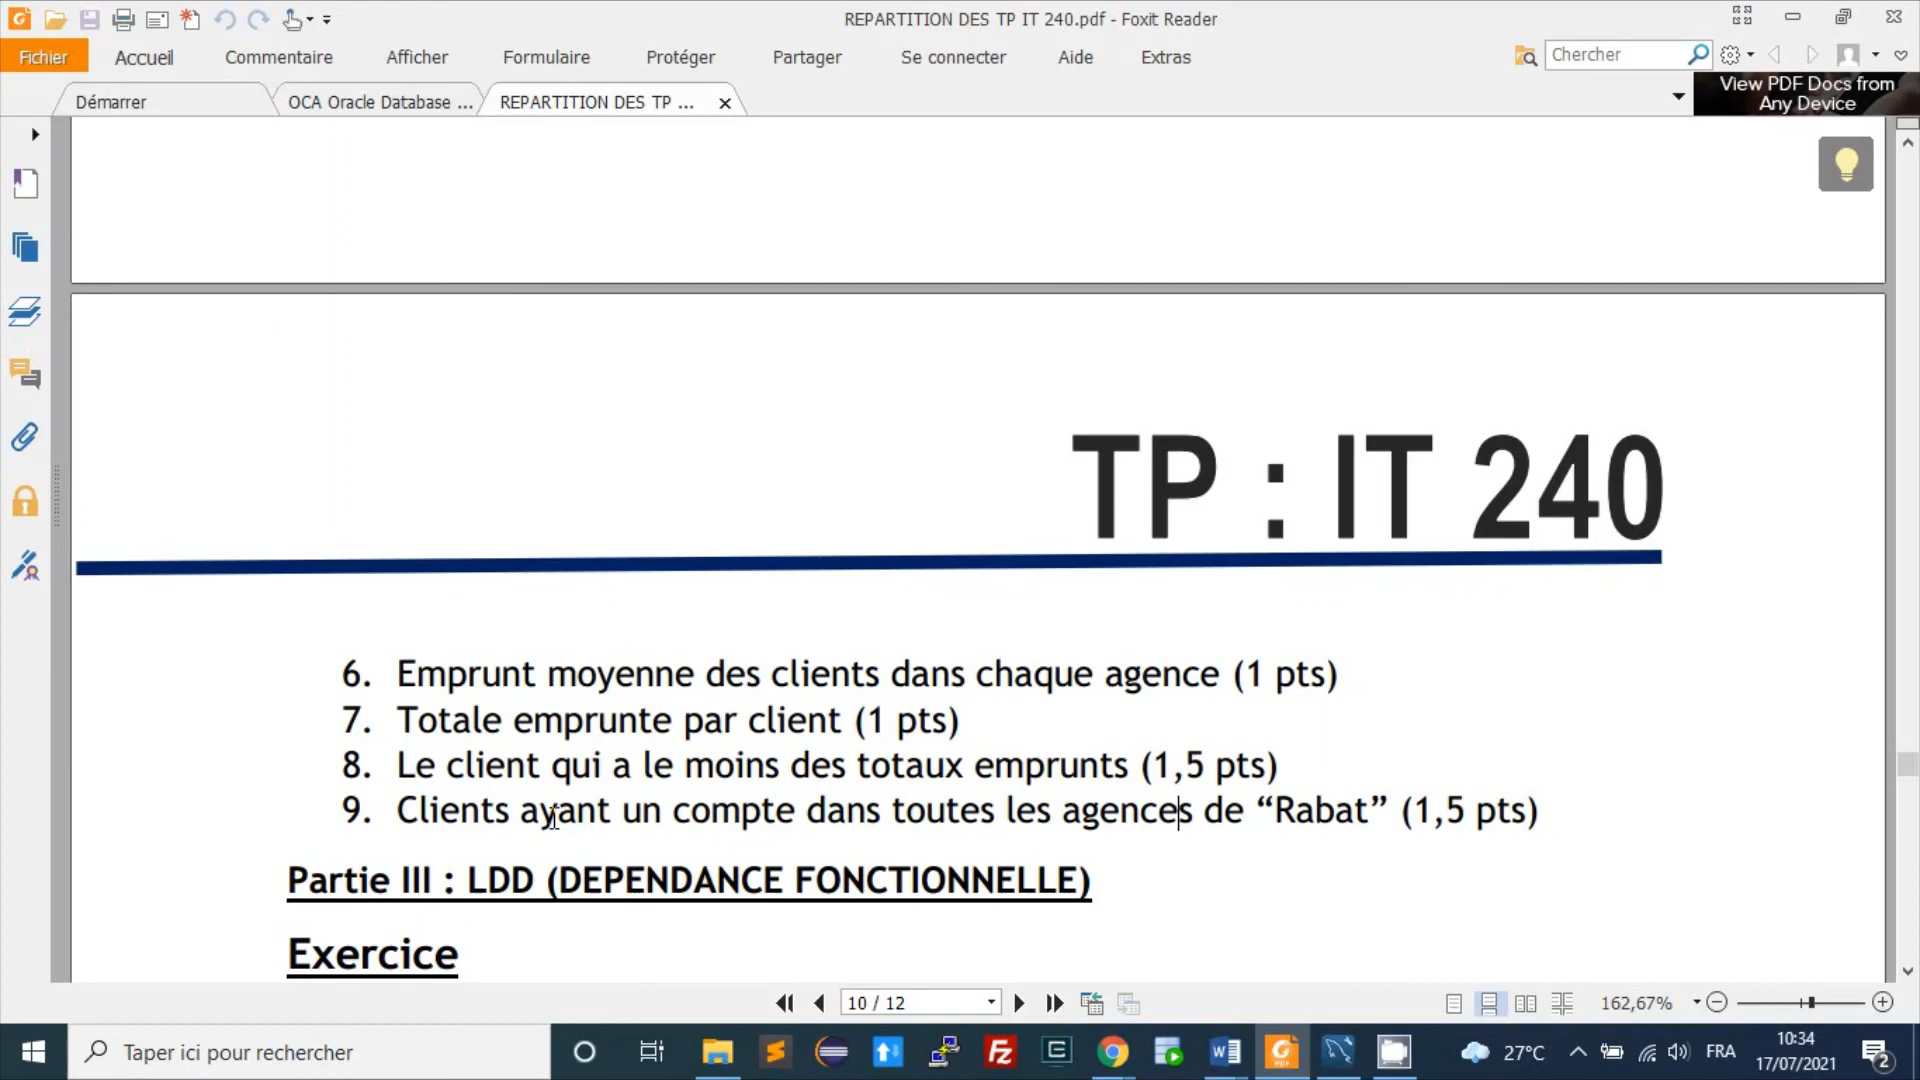 REPARTITION DES TP IT 240.pdf - Foxit Reader
Fichier Accueil Commentaire Afficher Formulaire Protéger Partager Se connecter Aide Extras Chercher
Démarrer OCA Oracle Database ... REPARTITION DES TP ...
View PDF Docs from
Any Device
TP : IT 240
6. Emprunt moyenne des clients dans chaque agence (1 pts)
7. Totale emprunte par client (1 pts)
8. Le client qui a le moins des totaux emprunts (1,5 pts)
9. Clients ayant un compte dans toutes les agences de “Rabat” (1,5 pts)
Partie III : LDD (DEPENDANCE FONCTIONNELLE)
Exercice
10 / 12 162,67%
Taper ici pour rechercher 27°C FRA 10:34
17/07/2021 2